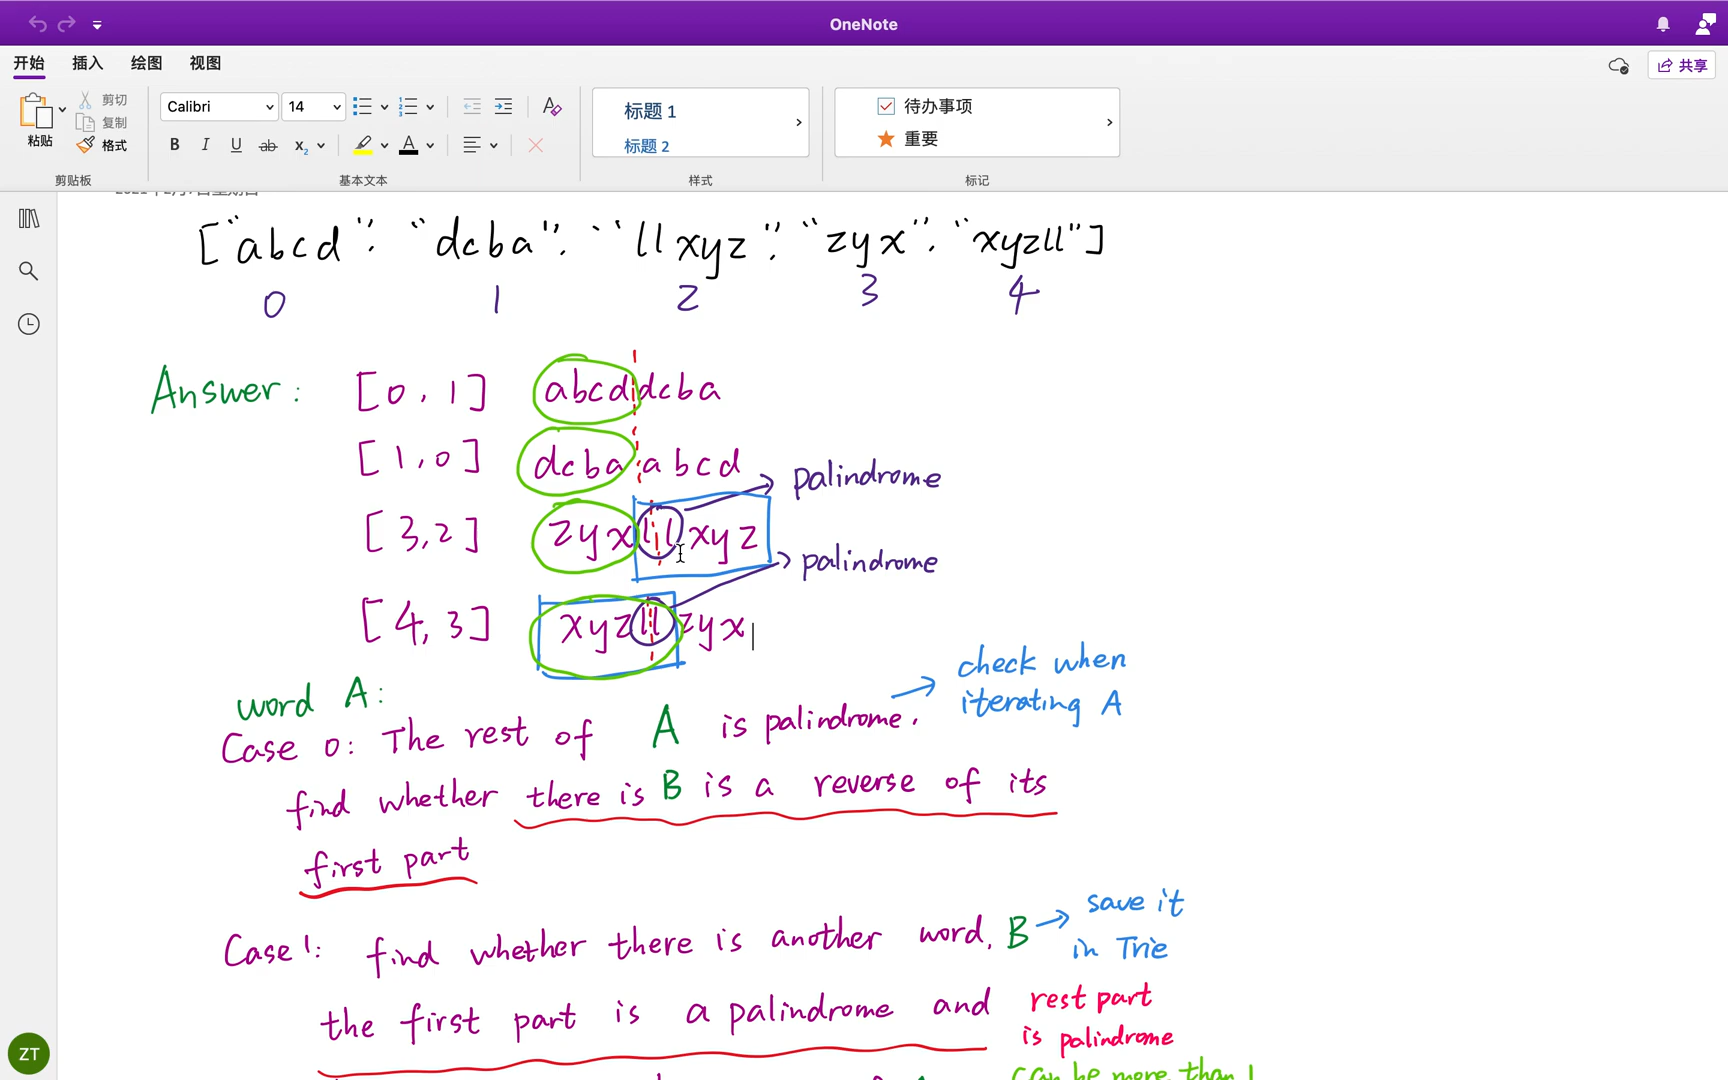 OneNote
开始 插入 绘图 视图
共享
粘贴 剪切 复制 格式
Calibri 14
B I U ab x₂ A
标题 1
标题 2
待办事项
重要
剪贴板 基本文本 样式 标记
["abcd", "dcba", "llxyz", "zyx", "xyzll"]
0 1 2 3 4
Answer: [0, 1] abcd dcba
[1,0] dcba abcd
palindrome
[3,2] zyx ll xyz
palindrome
[4,3] xyzll zyx
word A:
Case 0: The rest of A is palindrome.
check when
iterating A
find whether there is B is a reverse of its
first part
Case 1: find whether there is another word, B
save it
in Trie
the first part is a palindrome and
rest part
is palindrome
can be more than 1
ZT